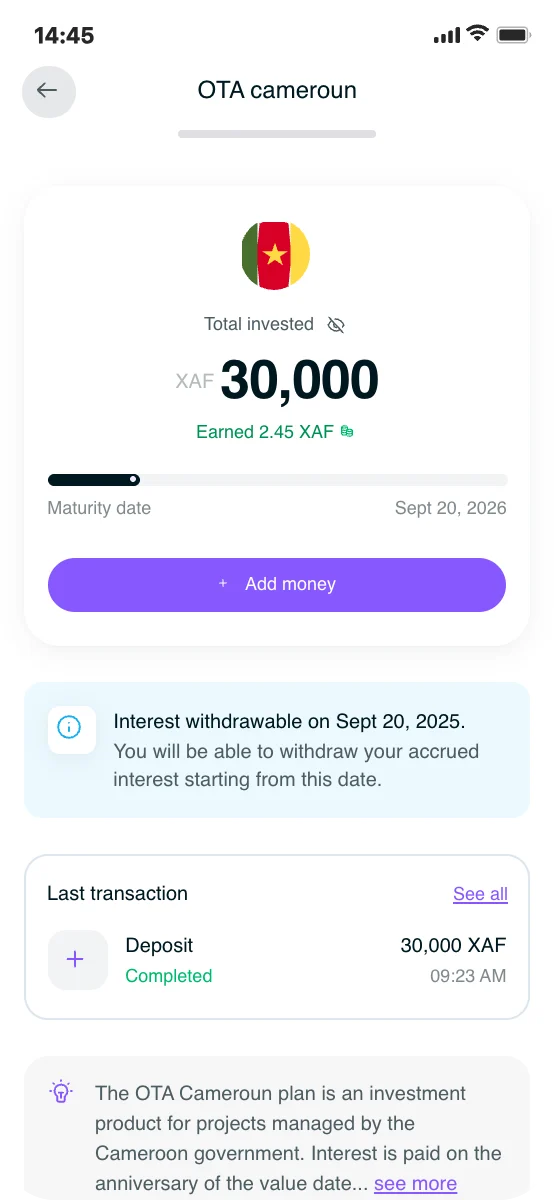 14:45
OTA cameroun
Total invested
XAF 30,000
Earned 2.45 XAF
Maturity date Sept 20, 2026
+ Add money
Interest withdrawable on Sept 20, 2025.
You will be able to withdraw your accrued
interest starting from this date.
Last transaction See all
Deposit 30,000 XAF
Completed 09:23 AM
The OTA Cameroun plan is an investment
product for projects managed by the
Cameroon government. Interest is paid on the
anniversary of the value date... see more